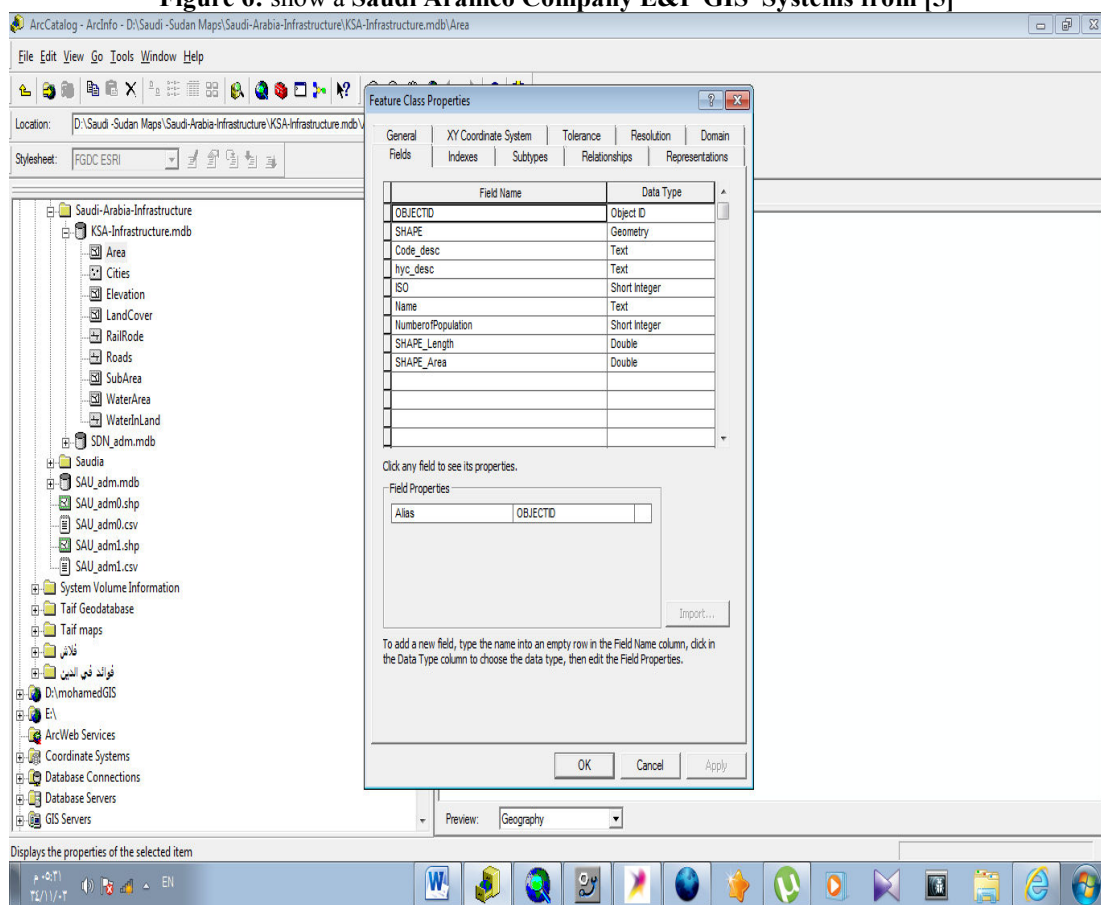 Figure 6: show a Saudi Aramco Company E&P GIS Systems from [5]
ArcCatalog - ArcInfo - D:\Saudi -Sudan Maps\Saudi-Arabia-Infrastructure\KSA-Infrastructure.mdb\Area
File Edit View Go Tools Window Help
Location: D:\Saudi -Sudan Maps\Saudi-Arabia-Infrastructure\KSA-Infrastructure.mdb\
Stylesheet: FGDC ESRI
Saudi-Arabia-Infrastructure
KSA-Infrastructure.mdb
Area
Cities
Elevation
LandCover
RailRode
Roads
SubArea
WaterArea
WaterInLand
SDN_adm.mdb
Saudia
SAU_adm.mdb
SAU_adm0.shp
SAU_adm0.csv
SAU_adm1.shp
SAU_adm1.csv
System Volume Information
Taif Geodatabase
Taif maps
فلاش
فوائد في الدين
D:\mohamedGIS
E:\
ArcWeb Services
Coordinate Systems
Database Connections
Database Servers
GIS Servers
Feature Class Properties
General XY Coordinate System Tolerance Resolution Domain
Fields Indexes Subtypes Relationships Representations
Field Name Data Type
OBJECTID Object ID
SHAPE Geometry
Code_desc Text
hyc_desc Text
ISO Short Integer
Name Text
NumberofPopulation Short Integer
SHAPE_Length Double
SHAPE_Area Double
Click any field to see its properties.
Field Properties
Alias OBJECTID
Import...
To add a new field, type the name into an empty row in the Field Name column, click in
the Data Type column to choose the data type, then edit the Field Properties.
OK Cancel Apply
Preview: Geography
Displays the properties of the selected item
EN